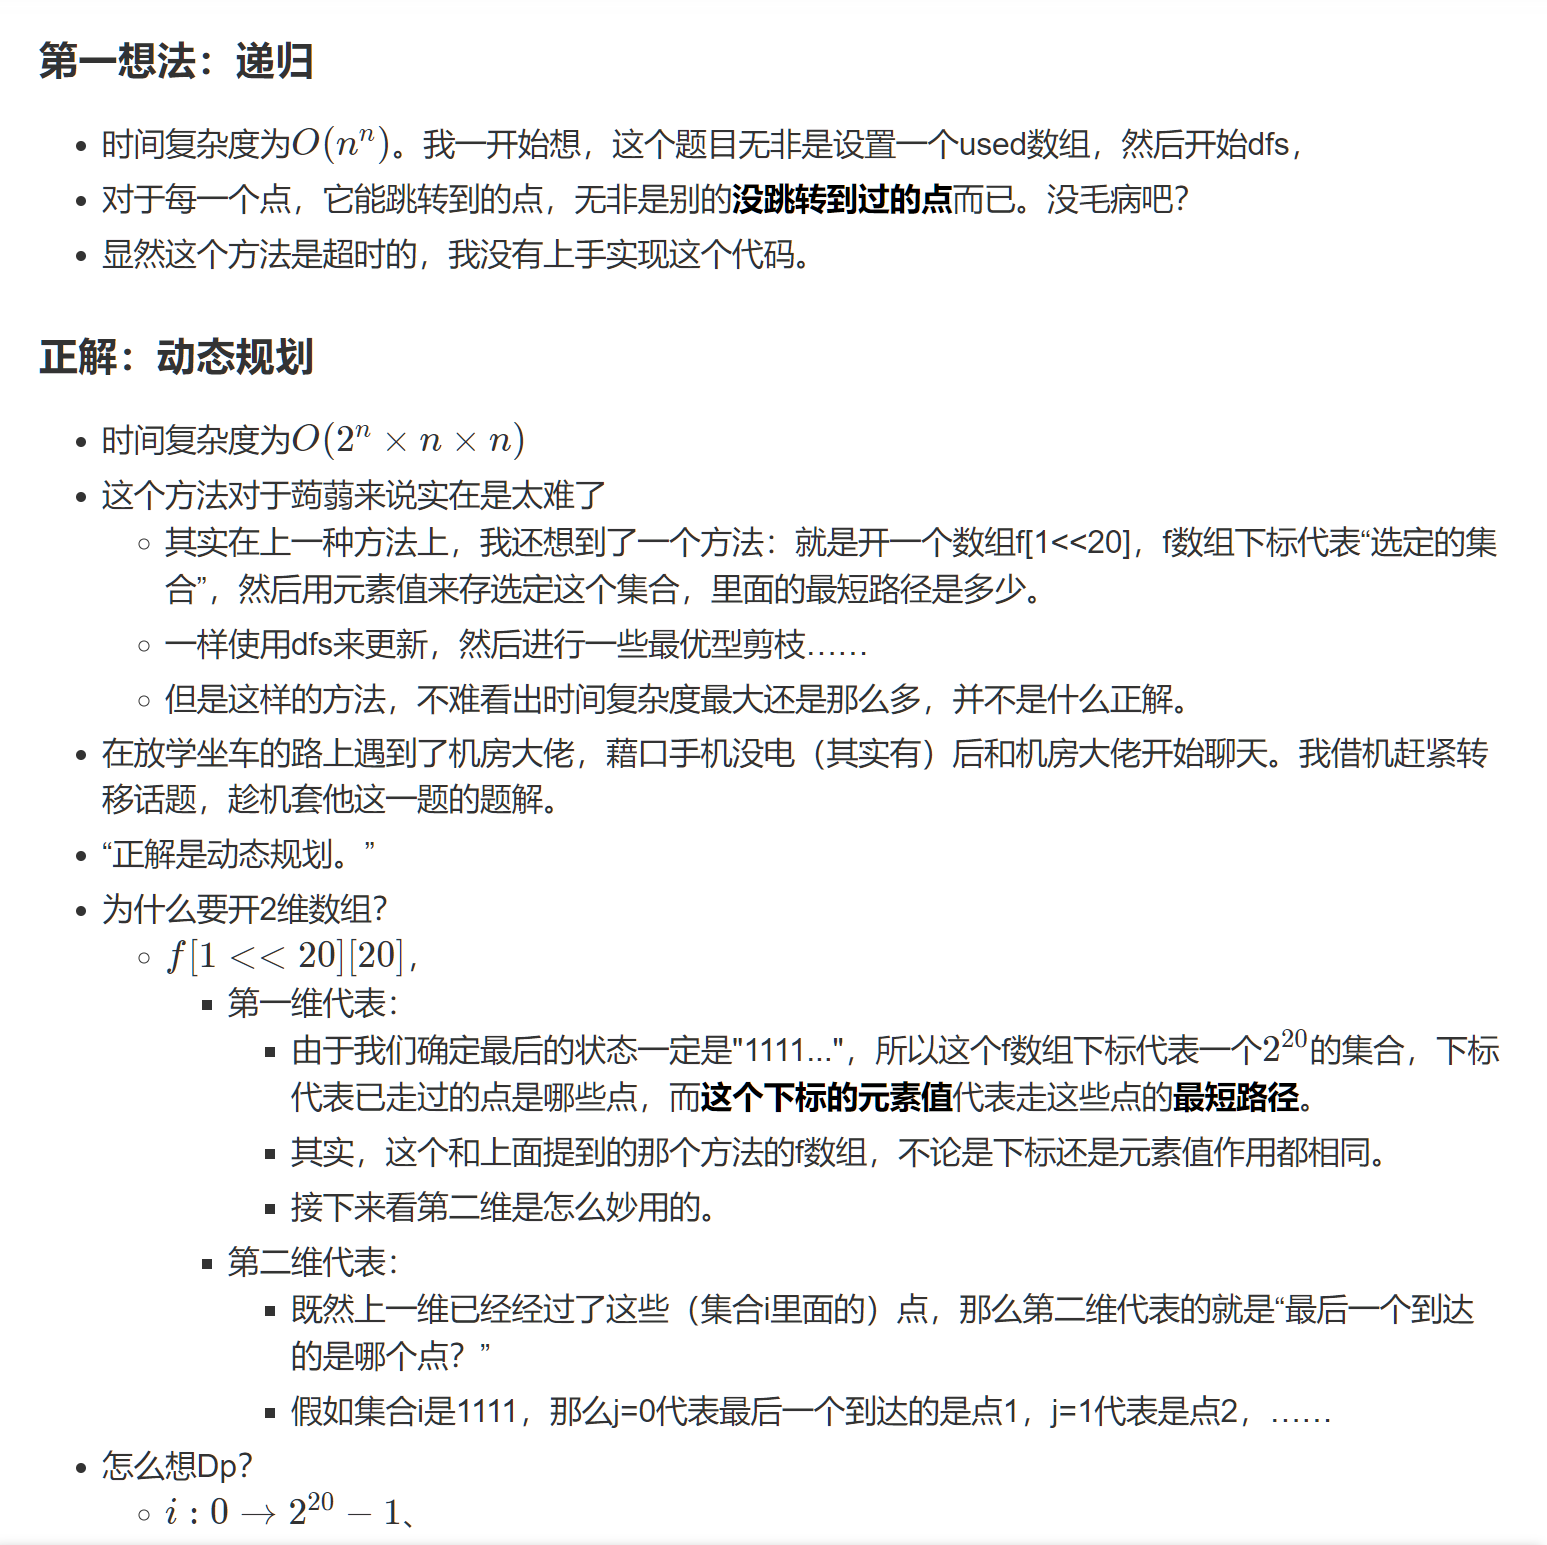 第一想法：递归
时间复杂度为O(n^n)。我一开始想，这个题目无非是设置一个used数组，然后开始dfs，
对于每一个点，它能跳转到的点，无非是别的没跳转到过的点而已。没毛病吧？
显然这个方法是超时的，我没有上手实现这个代码。
正解：动态规划
时间复杂度为O(2^n × n × n)
这个方法对于蒟蒻来说实在是太难了
其实在上一种方法上，我还想到了一个方法：就是开一个数组f[1<<20]，f数组下标代表“选定的集
合”，然后用元素值来存选定这个集合，里面的最短路径是多少。
一样使用dfs来更新，然后进行一些最优型剪枝……
但是这样的方法，不难看出时间复杂度最大还是那么多，并不是什么正解。
在放学坐车的路上遇到了机房大佬，藉口手机没电（其实有）后和机房大佬开始聊天。我借机赶紧转
移话题，趁机套他这一题的题解。
“正解是动态规划。”
为什么要开2维数组？
f[1 << 20][20]，
第一维代表：
由于我们确定最后的状态一定是"1111..."，所以这个f数组下标代表一个2^20的集合，下标
代表已走过的点是哪些点，而这个下标的元素值代表走这些点的最短路径。
其实，这个和上面提到的那个方法的f数组，不论是下标还是元素值作用都相同。
接下来看第二维是怎么妙用的。
第二维代表：
既然上一维已经经过了这些（集合i里面的）点，那么第二维代表的就是“最后一个到达
的是哪个点？”
假如集合i是1111，那么j=0代表最后一个到达的是点1，j=1代表是点2，……
怎么想Dp？
i : 0 → 2^20 − 1、